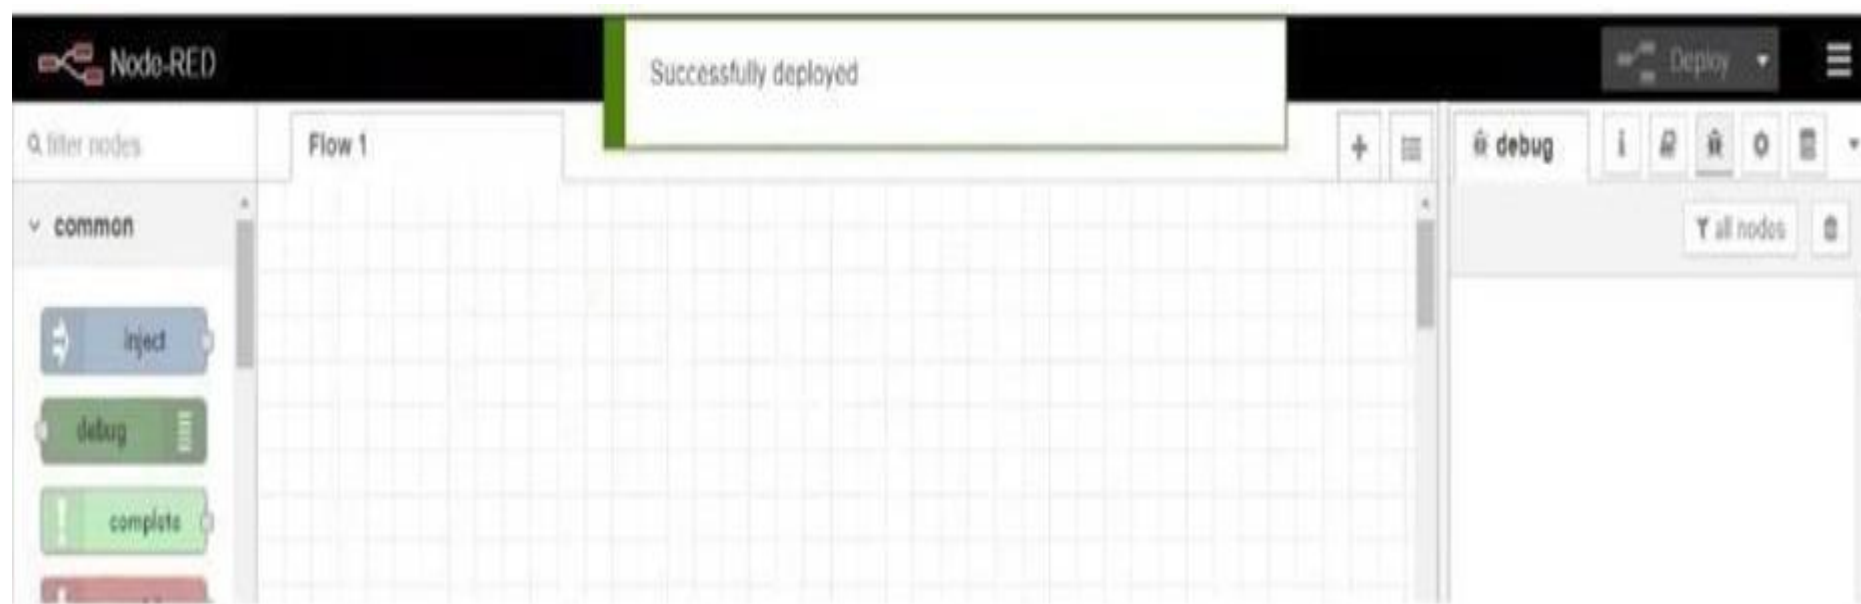 Node-RED
Successfully deployed
Deploy
filter nodes
Flow 1
debug
i
common
all nodes
inject
debug
complete